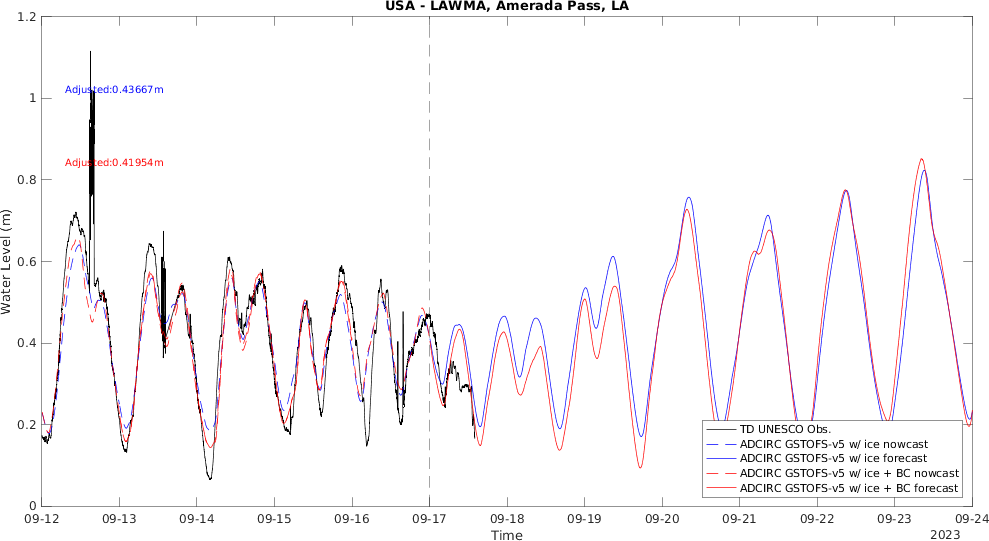 USA - LAWMA, Amerada Pass, LA
1.2
1
0.8
0.6
0.4
0.2
0
Water Level (m)
Adjusted:0.43667m
Adjusted:0.41954m
TD UNESCO Obs.
ADCIRC GSTOFS-v5 w/ ice nowcast
ADCIRC GSTOFS-v5 w/ ice forecast
ADCIRC GSTOFS-v5 w/ ice + BC nowcast
ADCIRC GSTOFS-v5 w/ ice + BC forecast
09-12 09-13 09-14 09-15 09-16 09-17 09-18 09-19 09-20 09-21 09-22 09-23 09-24
Time
2023